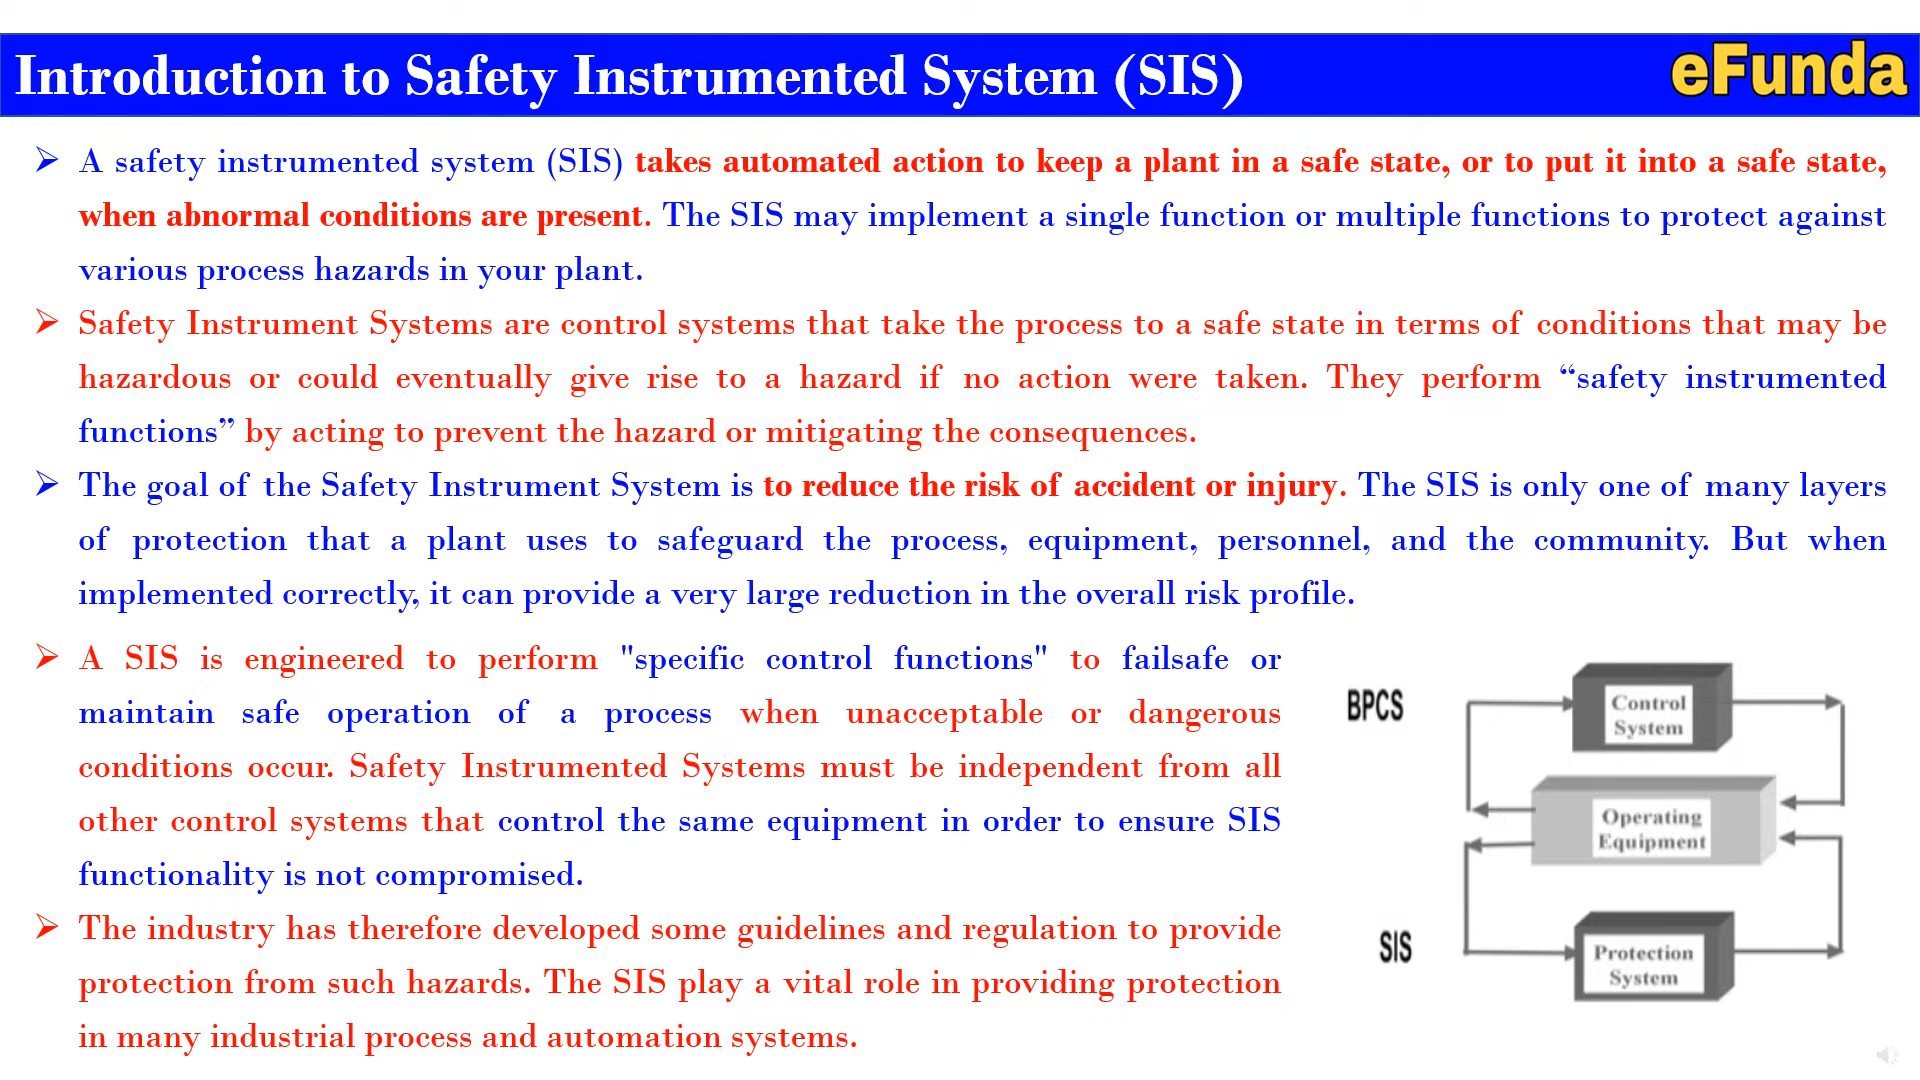 Introduction to Safety Instrumented System (SIS)
eFunda
A safety instrumented system (SIS) takes automated action to keep a plant in a safe state, or to put it into a safe state,
when abnormal conditions are present. The SIS may implement a single function or multiple functions to protect against
various process hazards in your plant.
Safety Instrument Systems are control systems that take the process to a safe state in terms of conditions that may be
hazardous or could eventually give rise to a hazard if no action were taken. They perform “safety instrumented
functions” by acting to prevent the hazard or mitigating the consequences.
The goal of the Safety Instrument System is to reduce the risk of accident or injury. The SIS is only one of many layers
of protection that a plant uses to safeguard the process, equipment, personnel, and the community. But when
implemented correctly, it can provide a very large reduction in the overall risk profile.
A SIS is engineered to perform "specific control functions" to failsafe or
maintain safe operation of a process when unacceptable or dangerous
conditions occur. Safety Instrumented Systems must be independent from all
other control systems that control the same equipment in order to ensure SIS
functionality is not compromised.
The industry has therefore developed some guidelines and regulation to provide
protection from such hazards. The SIS play a vital role in providing protection
in many industrial process and automation systems.
BPCS
Control
System
Operating
Equipment
SIS
Protection
System